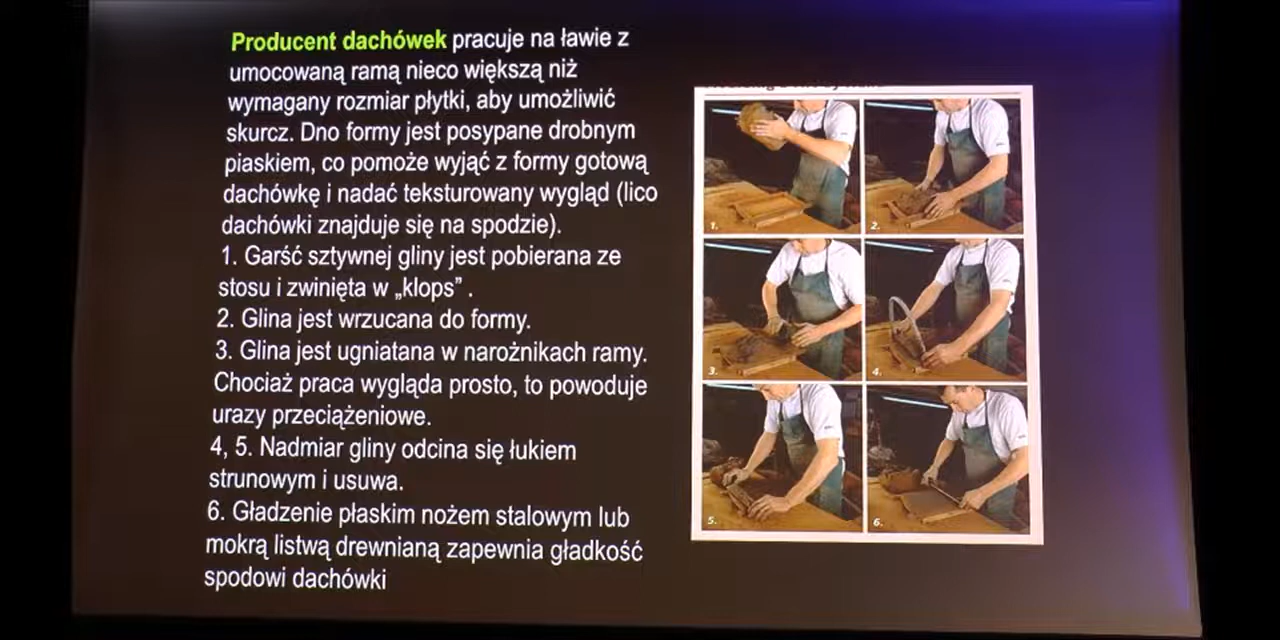 Producent dachówek pracuje na ławie z
umocowaną ramą nieco większą niż
wymagany rozmiar płytki, aby umożliwić
skurcz. Dno formy jest posypane drobnym
piaskiem, co pomoże wyjąć z formy gotową
dachówkę i nadać teksturowany wygląd (lico
dachówki znajduje się na spodzie).
1. Garść sztywnej gliny jest pobierana ze
stosu i zwinięta w „klops” .
2. Glina jest wrzucana do formy.
3. Glina jest ugniatana w narożnikach ramy.
Chociaż praca wygląda prosto, to powoduje
urazy przeciążeniowe.
4, 5. Nadmiar gliny odcina się łukiem
strunowym i usuwa.
6. Gładzenie płaskim nożem stalowym lub
mokrą listwą drewnianą zapewnia gładkość
spodowi dachówki
1.
2.
3.
4.
5.
6.